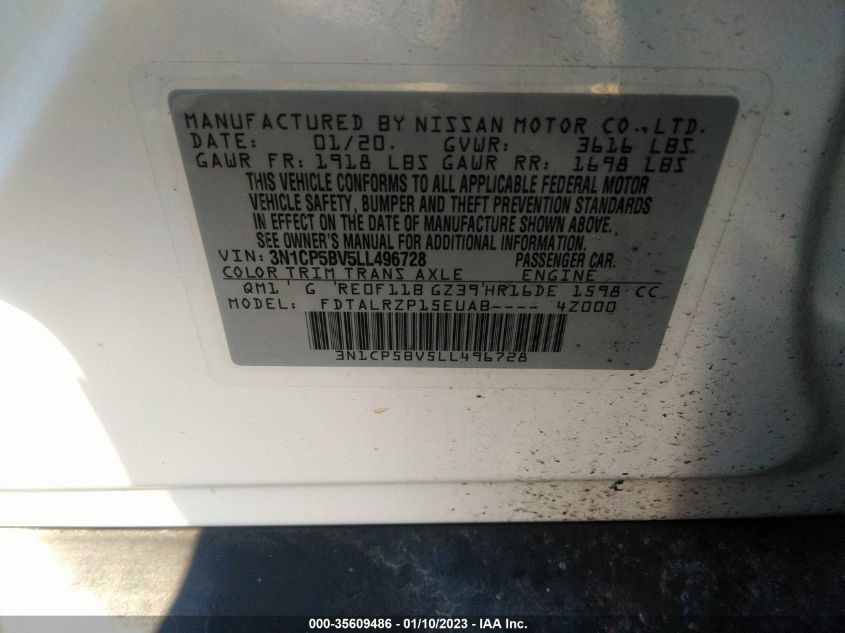 MANUFACTURED BY NISSAN MOTOR CO., LTD.
DATE: 01/20. GVWR: 3616 LBS
GAWR FR: 1918 LBS GAWR RR: 1698 LBS
THIS VEHICLE CONFORMS TO ALL APPLICABLE FEDERAL MOTOR
VEHICLE SAFETY, BUMPER AND THEFT PREVENTION STANDARDS
IN EFFECT ON THE DATE OF MANUFACTURE SHOWN ABOVE.
SEE OWNER'S MANUAL FOR ADDITIONAL INFORMATION.
VIN: 3N1CP5BV5LL496728 PASSENGER CAR.
COLOR TRIM TRANS AXLE ENGINE
QM1 ' G 'RE0F11B GZ39'HR16DE 1598 CC
MODEL: FDTALRZP15EUAB---- 4Z000
3N1CP5BV5LL496728
000-35609486 - 01/10/2023 - IAA Inc.